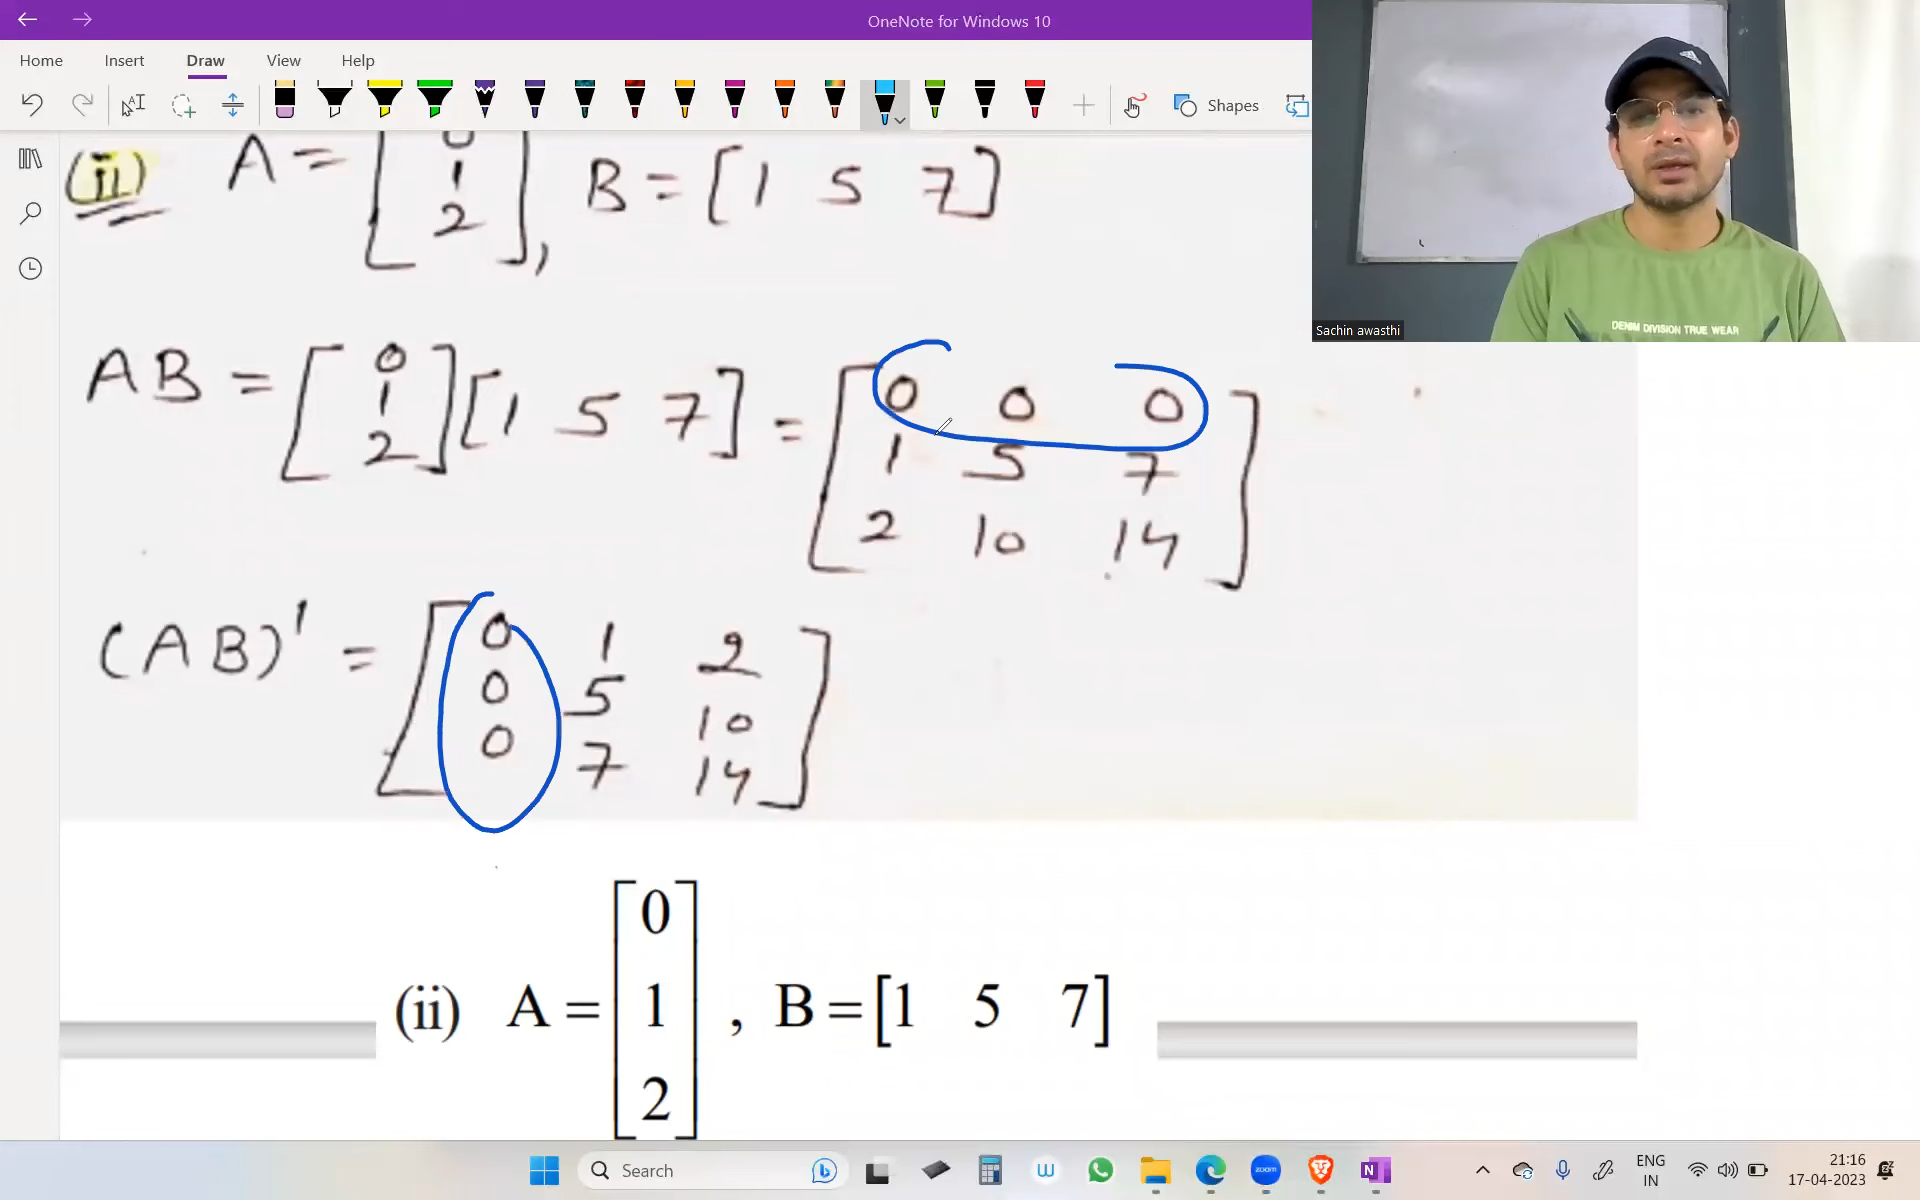 OneNote for Windows 10
Home Insert Draw View Help
Shapes
(ii) A = [0 1 2], B = [1 5 7]
AB = [0 1 2] [1 5 7] = [0 0 0
1 5 7
2 10 14]
(AB)' = [0 1 2
0 5 10
0 7 14]
(ii) A = [0 1 2], B = [1 5 7]
DENIM DIVISION TRUE WEAR
Sachin awasthi
Search
zoom
ENG
IN
21:16
17-04-2023